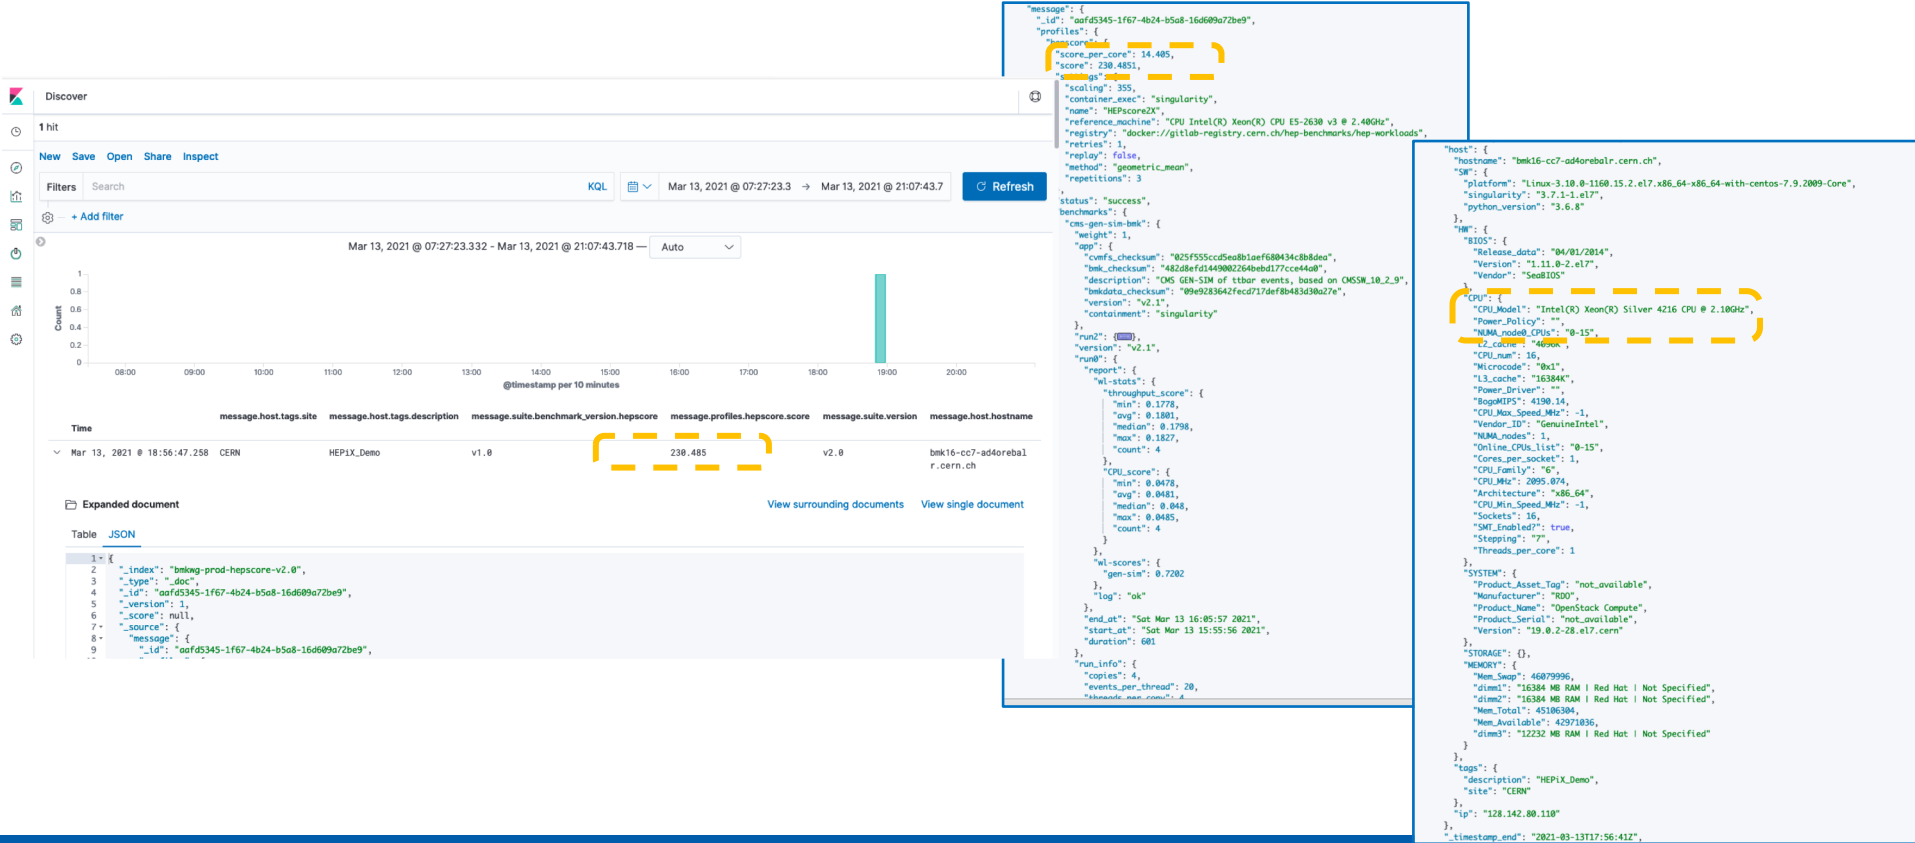 Discover
1 hit
New Save Open Share Inspect
Filters Search KQL Mar 13, 2021 @ 07:27:23.3 → Mar 13, 2021 @ 21:07:43.7 Refresh
+ Add filter
Mar 13, 2021 @ 07:27:23.332 - Mar 13, 2021 @ 21:07:43.718 — Auto
Count
1
0.8
0.6
0.4
0.2
0
08:00 09:00 10:00 11:00 12:00 13:00 14:00 15:00 16:00 17:00 18:00 19:00 20:00
@timestamp per 10 minutes
Time message.host.tags.site message.host.tags.description message.suite.benchmark_version.hepscore message.profiles.hepscore.score message.suite.version message.host.hostname
Mar 13, 2021 @ 18:56:47.258 CERN HEPiX_Demo v1.0 230.485 v2.0 bmk16-cc7-ad4orebal
r.cern.ch
Expanded document View surrounding documents View single document
Table JSON
1 {
2 "_index": "bmkwg-prod-hepscore-v2.0",
3 "_type": "_doc",
4 "_id": "aafd5345-1f67-4b24-b5a8-16d609a72be9",
5 "_version": 1,
6 "_score": null,
7 "_source": {
8 "message": {
9 "_id": "aafd5345-1f67-4b24-b5a8-16d609a72be9",
"message": {
"_id": "aafd5345-1f67-4b24-b5a8-16d609a72be9",
"profiles": {
"hepscore": {
"score_per_core": 14.405,
"score": 230.4851,
"settings":
"scaling": 355,
"container_exec": "singularity",
"name": "HEPscore2X",
"reference_machine": "CPU Intel(R) Xeon(R) CPU E5-2630 v3 @ 2.40GHz",
"registry": "docker://gitlab-registry.cern.ch/hep-benchmarks/hep-workloads",
"retries": 1,
"replay": false,
"method": "geometric_mean",
"repetitions": 3
,
status": "success",
benchmarks": {
"cms-gen-sim-bmk": {
"weight": 1,
"app": {
"cvmfs_checksum": "025f555ccd5ea8b1aef680434c8b8dea",
"bmk_checksum": "482d8efd1449002264bebd177cce44a0",
"description": "CMS GEN-SIM of ttbar events, based on CMSSW_10_2_9",
"bmkdata_checksum": "09e9283642fecd717def8b483d30a27e",
"version": "v2.1",
"containment": "singularity"
},
"run2": {...},
"version": "v2.1",
"run0": {
"report": {
"wl-stats": {
"throughput_score": {
"min": 0.1778,
"avg": 0.1801,
"median": 0.1798,
"max": 0.1827,
"count": 4
},
"CPU_score": {
"min": 0.0478,
"avg": 0.0481,
"median": 0.048,
"max": 0.0485,
"count": 4
}
},
"wl-scores": {
"gen-sim": 0.7202
},
"log": "ok"
},
"end_at": "Sat Mar 13 16:05:57 2021",
"start_at": "Sat Mar 13 15:55:56 2021",
"duration": 601
},
"run_info": {
"copies": 4,
"events_per_thread": 20,
"threads_per_copy": 4
"host": {
"hostname": "bmk16-cc7-ad4orebalr.cern.ch",
"SW": {
"platform": "Linux-3.10.0-1160.15.2.el7.x86_64-x86_64-with-centos-7.9.2009-Core",
"singularity": "3.7.1-1.el7",
"python_version": "3.6.8"
},
"HW": {
"BIOS": {
"Release_data": "04/01/2014",
"Version": "1.11.0-2.el7",
"Vendor": "SeaBIOS"
},
"CPU": {
"CPU_Model": "Intel(R) Xeon(R) Silver 4216 CPU @ 2.10GHz",
"Power_Policy": "",
"NUMA_node0_CPUs": "0-15",
"L2_cache": "4096K",
"CPU_num": 16,
"Microcode": "0x1",
"L3_cache": "16384K",
"Power_Driver": "",
"BogoMIPS": 4190.14,
"CPU_Max_Speed_MHz": -1,
"Vendor_ID": "GenuineIntel",
"NUMA_nodes": 1,
"Online_CPUs_list": "0-15",
"Cores_per_socket": 1,
"CPU_Family": "6",
"CPU_MHz": 2095.074,
"Architecture": "x86_64",
"CPU_Min_Speed_MHz": -1,
"Sockets": 16,
"SMT_Enabled?": true,
"Stepping": "7",
"Threads_per_core": 1
},
"SYSTEM": {
"Product_Asset_Tag": "not_available",
"Manufacturer": "RDO",
"Product_Name": "OpenStack Compute",
"Product_Serial": "not_available",
"Version": "19.0.2-28.el7.cern"
},
"STORAGE": {},
"MEMORY": {
"Mem_Swap": 46079996,
"dimm1": "16384 MB RAM | Red Hat | Not Specified",
"dimm2": "16384 MB RAM | Red Hat | Not Specified",
"Mem_Total": 45106304,
"Mem_Available": 42971036,
"dimm3": "12232 MB RAM | Red Hat | Not Specified"
}
},
"tags": {
"description": "HEPiX_Demo",
"site": "CERN"
},
"ip": "128.142.80.110"
},
"_timestamp_end": "2021-03-13T17:56:41Z",